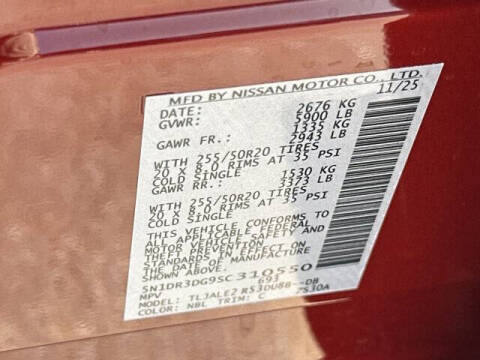 MFD BY NISSAN MOTOR CO., LTD.
DATE: 11/25
GVWR: 2676 KG
5900 LB
GAWR FR.: 1335 KG
2943 LB
WITH 255/50R20 TIRES
20 X 8.0 RIMS AT 35 PSI
COLD SINGLE
GAWR RR.: 1530 KG
3373 LB
WITH 255/50R20 TIRES
20 X 8.0 RIMS AT 35 PSI
COLD SINGLE
THIS VEHICLE CONFORMS TO
ALL APPLICABLE FEDERAL
MOTOR VEHICLE SAFETY AND
THEFT PREVENTION
STANDARDS IN EFFECT ON
THE DATE OF MANUFACTURE
SHOWN ABOVE.
5N1DR3DG9SC310550
MPV 693
MODEL: TLJALE2 R53DU8B--DB
COLOR: NBL TRIM: C 7S30A